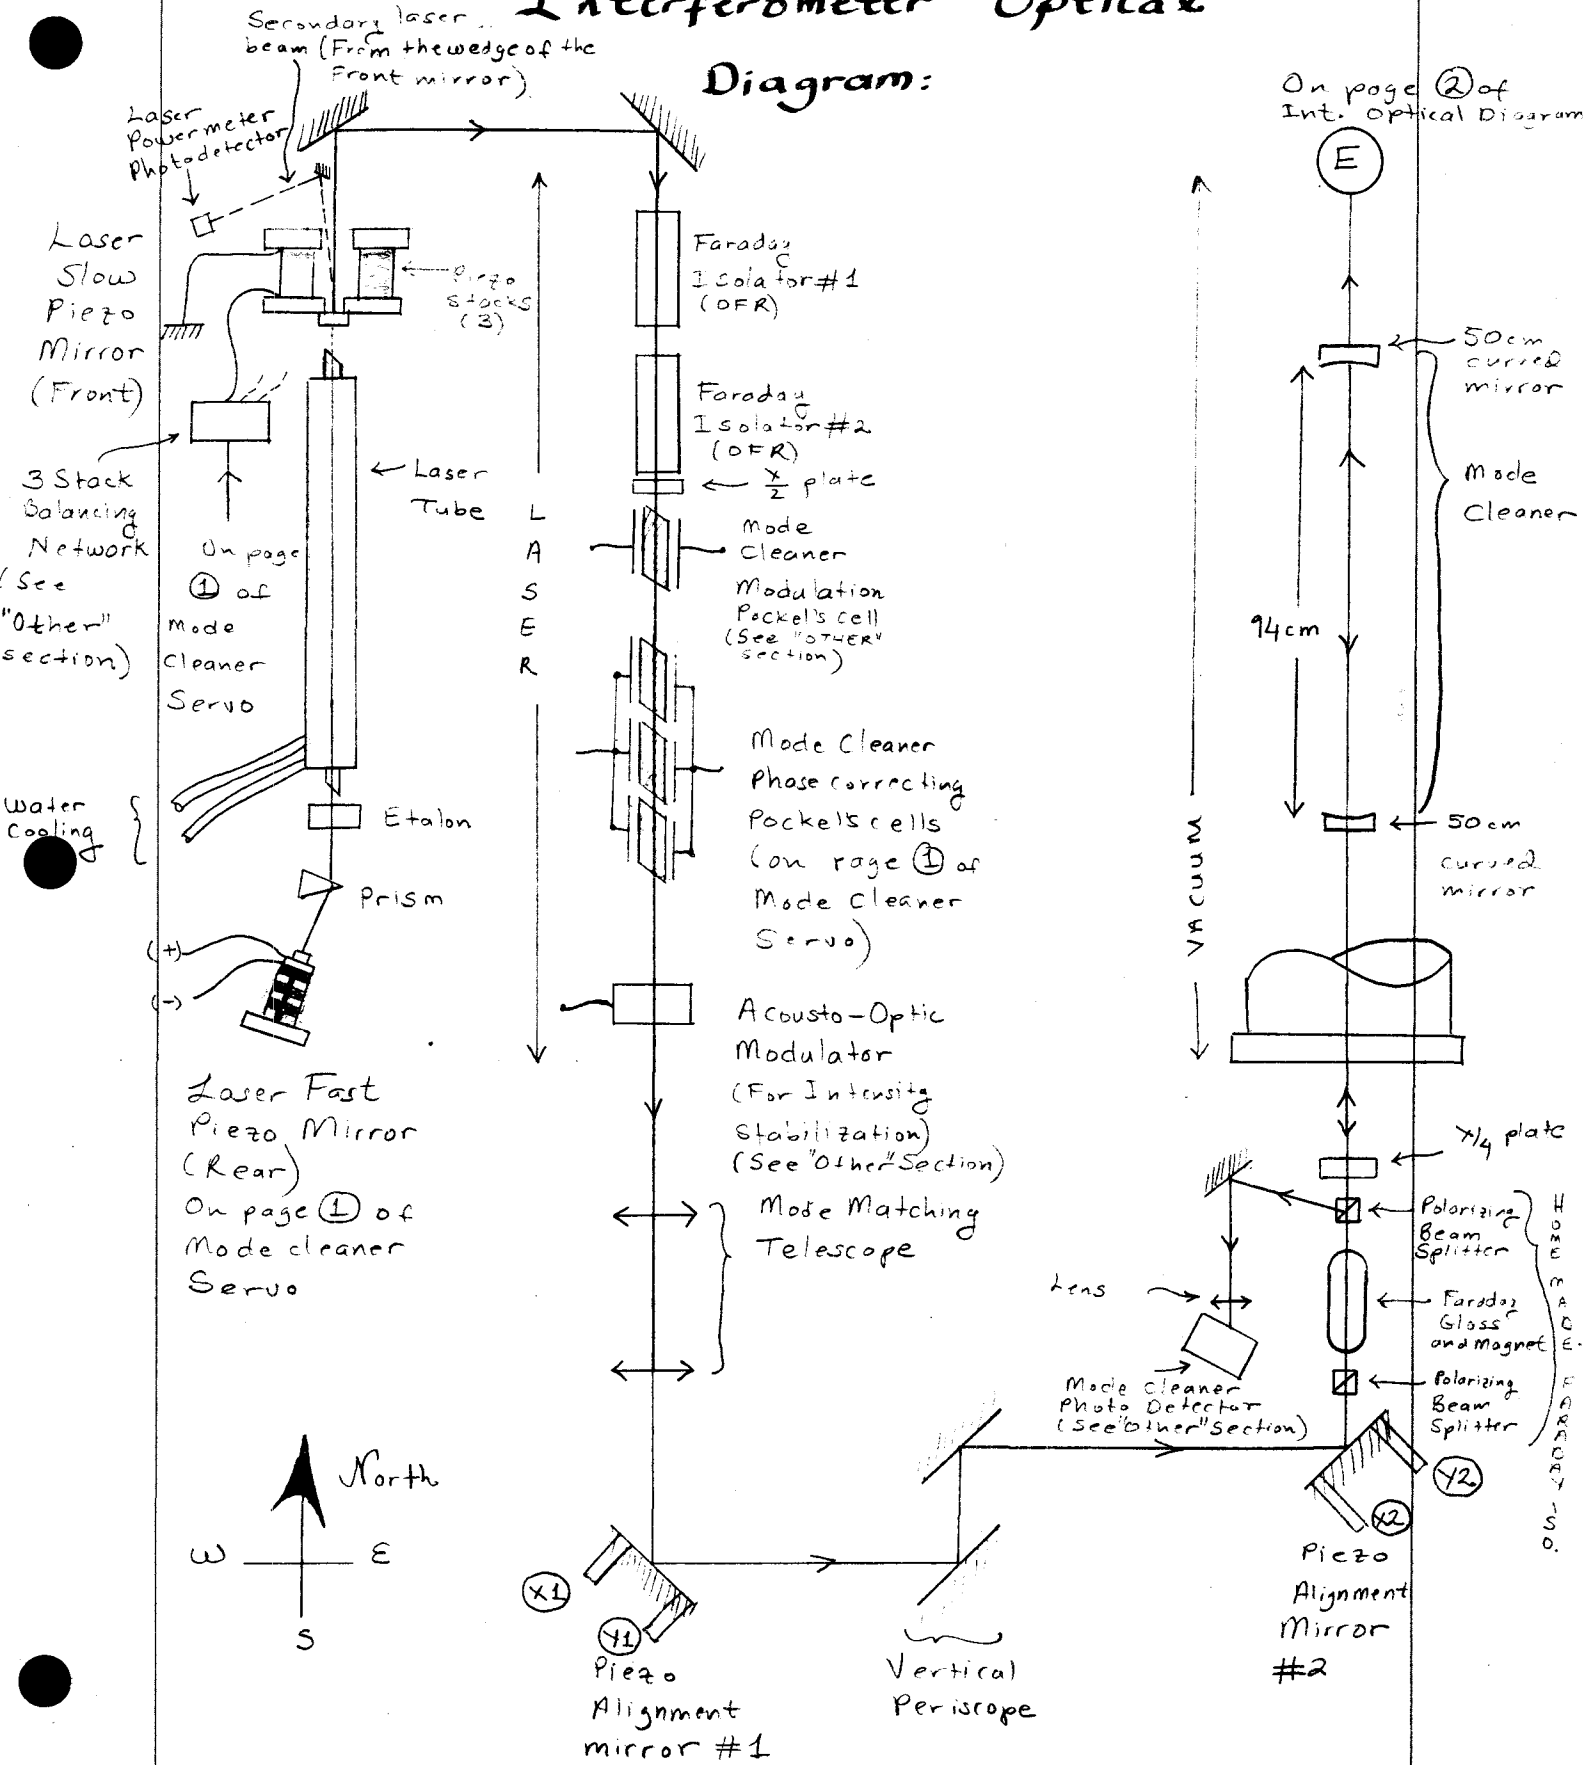 Interferometer Optical
Diagram:
Secondary laser
beam (From the wedge of the
Front mirror)
Laser
Powermeter
Photodetector
Laser
Slow
Piezo
Mirror
(Front)
Piezo
Stacks
(3)
3 Stack
Balancing
Network
(See
"Other"
section)
On page
① of
Mode
Cleaner
Servo
Laser
Tube
Water
Cooling
Etalon
Prism
(+)
(-)
Laser Fast
Piezo Mirror
(Rear)
On page ① of
Mode cleaner
Servo
North
W
E
S
LASER
Faraday
Isolator #1
(OFR)
Faraday
Isolator #2
(OFR)
λ/2 plate
Mode
Cleaner
Modulation
Pockel's cell
(See "OTHER"
section)
Mode Cleaner
Phase correcting
Pockel's cells
(on page ① of
Mode Cleaner
Servo)
Acousto-Optic
Modulator
(For Intensity
Stabilization)
(See "Other" Section)
Mode Matching
Telescope
X1
Y1
Piezo
Alignment
mirror #1
Vertical
Periscope
On page ② of
Int. Optical Diagram
E
50cm
curved
mirror
Mode
Cleaner
94cm
VACUUM
50cm
curved
mirror
λ/4 plate
Polarizing
Beam
Splitter
Lens
Faraday
Glass
and Magnet
Mode Cleaner
Photo Detector
(See "Other" Section)
Polarizing
Beam
Splitter
HOME MADE FARADAY ISO.
Y2
X2
Piezo
Alignment
Mirror
#2